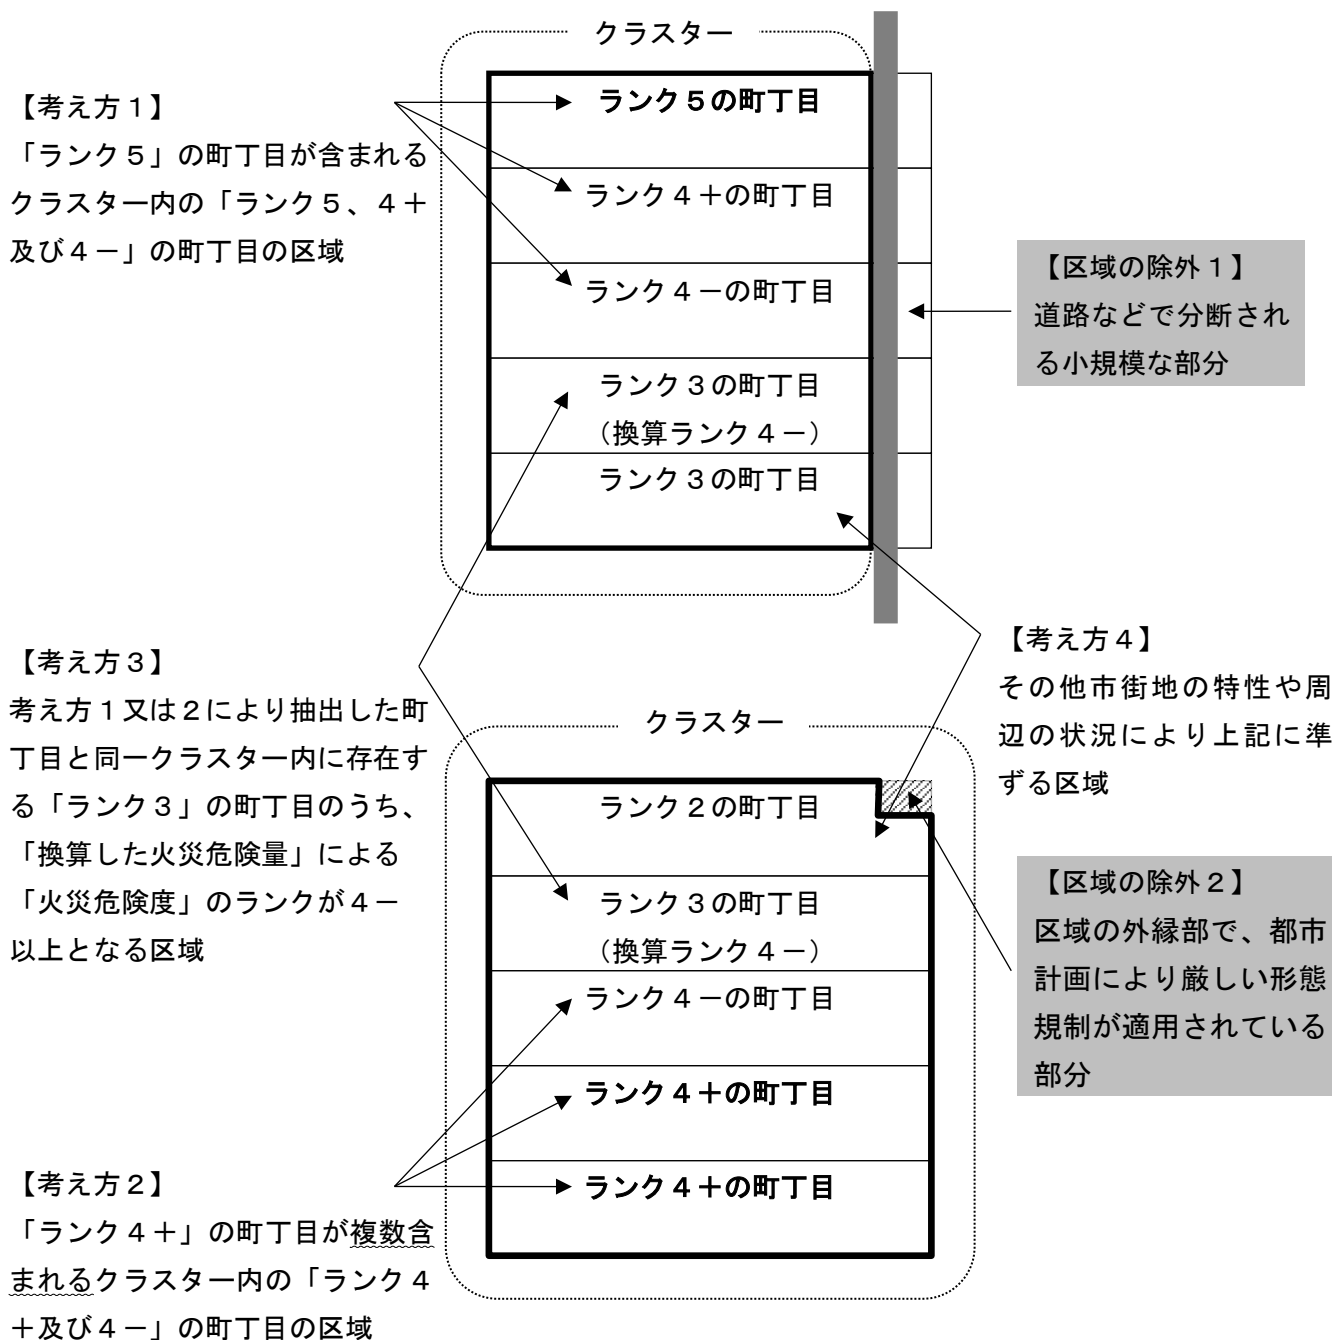 クラスター
【考え方１】
「ランク５」の町丁目が含まれる
クラスター内の「ランク５、４＋
及び４－」の町丁目の区域
ランク５の町丁目
ランク４＋の町丁目
ランク４－の町丁目
ランク３の町丁目
（換算ランク４－）
ランク３の町丁目
【区域の除外１】
道路などで分断され
る小規模な部分
【考え方３】
考え方１又は２により抽出した町
丁目と同一クラスター内に存在す
る「ランク３」の町丁目のうち、
「換算した火災危険量」による
「火災危険度」のランクが４－
以上となる区域
【考え方４】
その他市街地の特性や周
辺の状況により上記に準
ずる区域
クラスター
ランク２の町丁目
ランク３の町丁目
（換算ランク４－）
ランク４－の町丁目
ランク４＋の町丁目
ランク４＋の町丁目
【区域の除外２】
区域の外縁部で、都市
計画により厳しい形態
規制が適用されている
部分
【考え方２】
「ランク４＋」の町丁目が複数含
まれるクラスター内の「ランク４
＋及び４－」の町丁目の区域